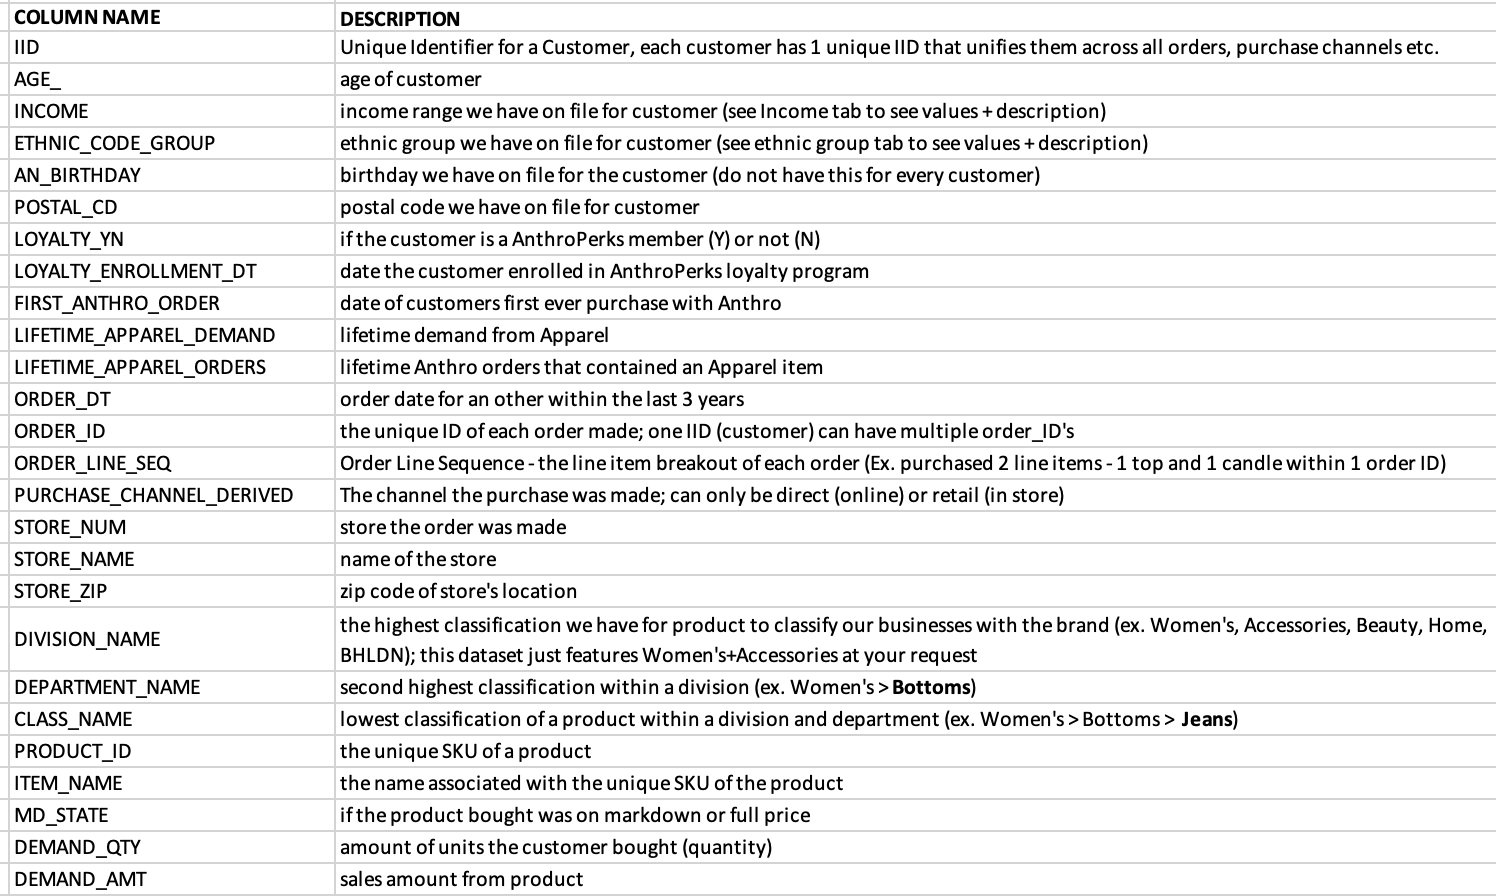 COLUMN NAME DESCRIPTION
IID Unique Identifier for a Customer, each customer has 1 unique IID that unifies them across all orders, purchase channels etc.
AGE_ age of customer
INCOME income range we have on file for customer (see Income tab to see values + description)
ETHNIC_CODE_GROUP ethnic group we have on file for customer (see ethnic group tab to see values + description)
AN_BIRTHDAY birthday we have on file for the customer (do not have this for every customer)
POSTAL_CD postal code we have on file for customer
LOYALTY_YN if the customer is a AnthroPerks member (Y) or not (N)
LOYALTY_ENROLLMENT_DT date the customer enrolled in AnthroPerks loyalty program
FIRST_ANTHRO_ORDER date of customers first ever purchase with Anthro
LIFETIME_APPAREL_DEMAND lifetime demand from Apparel
LIFETIME_APPAREL_ORDERS lifetime Anthro orders that contained an Apparel item
ORDER_DT order date for an other within the last 3 years
ORDER_ID the unique ID of each order made; one IID (customer) can have multiple order_ID's
ORDER_LINE_SEQ Order Line Sequence - the line item breakout of each order (Ex. purchased 2 line items - 1 top and 1 candle within 1 order ID)
PURCHASE_CHANNEL_DERIVED The channel the purchase was made; can only be direct (online) or retail (in store)
STORE_NUM store the order was made
STORE_NAME name of the store
STORE_ZIP zip code of store's location
DIVISION_NAME the highest classification we have for product to classify our businesses with the brand (ex. Women's, Accessories, Beauty, Home,
BHLDN); this dataset just features Women's+Accessories at your request
DEPARTMENT_NAME second highest classification within a division (ex. Women's > Bottoms)
CLASS_NAME lowest classification of a product within a division and department (ex. Women's > Bottoms > Jeans)
PRODUCT_ID the unique SKU of a product
ITEM_NAME the name associated with the unique SKU of the product
MD_STATE if the product bought was on markdown or full price
DEMAND_QTY amount of units the customer bought (quantity)
DEMAND_AMT sales amount from product